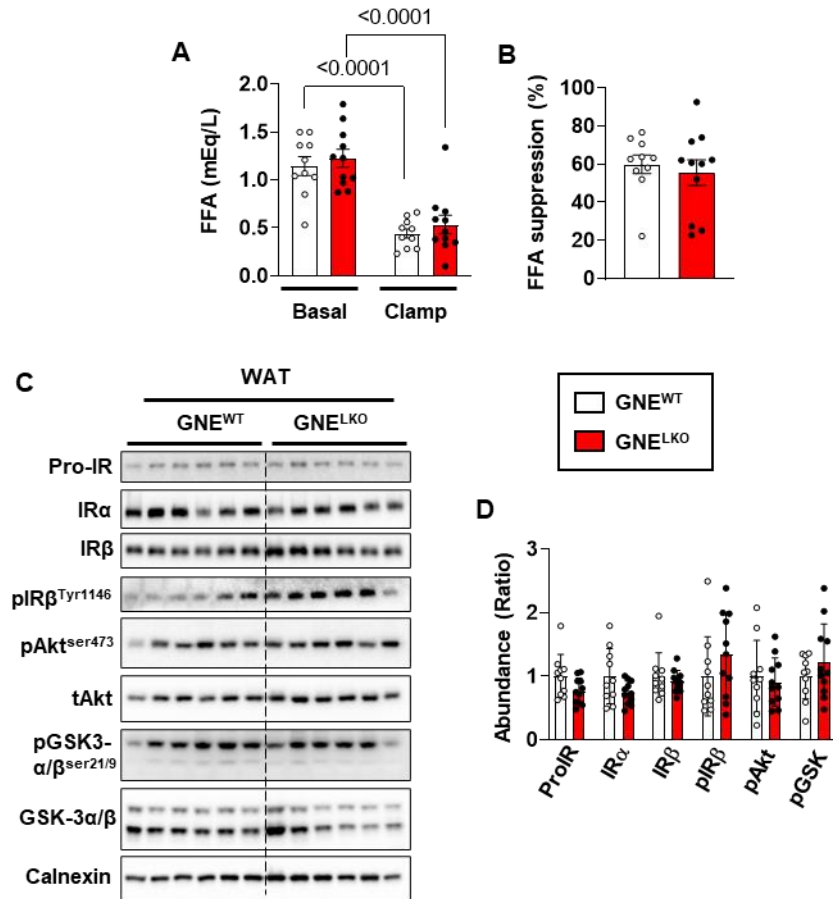 <0.0001
A
<0.0001
B
FFA (mEq/L)
2.0
1.5
1.0
0.5
0.0
Basal
Clamp
FFA suppression (%)
100
80
60
40
20
0
C
WAT
GNEWT
GNELKO
Pro-IR
IRα
IRβ
pIRβTyr1146
pAktser473
tAkt
pGSK3-
α/βser21/9
GSK-3α/β
Calnexin
GNEWT
GNELKO
D
Abundance (Ratio)
3
2
1
0
ProIR
IRα
IRβ
pIRβ
pAkt
pGSK